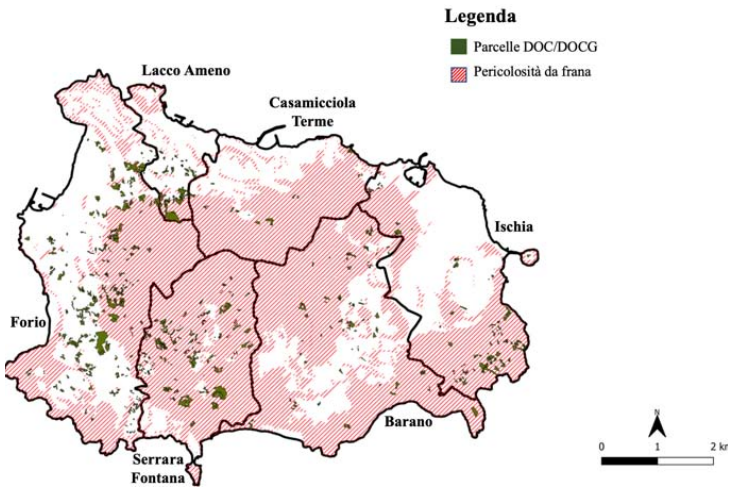 Legenda
Parcelle DOC/DOCG
Pericolosità da frana
Lacco Ameno
Casamicciola
Terme
Ischia
Forio
Barano
Serrara
Fontana
N
0 1 2 kr